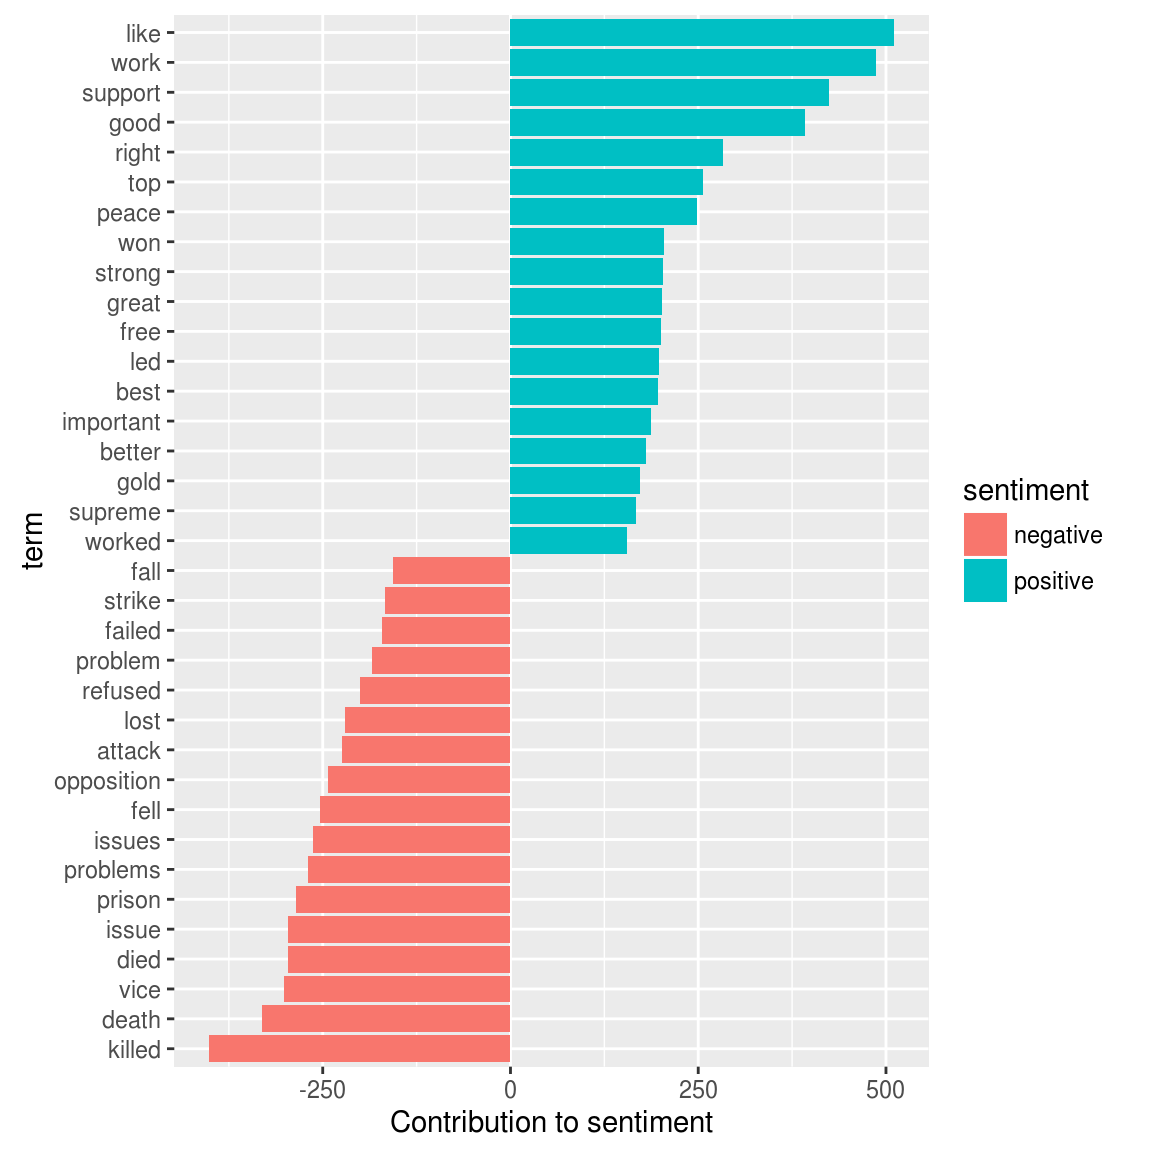 like
work
support
good
right
top
peace
won
strong
great
free
led
best
important
better
gold
supreme
worked
fall
strike
failed
problem
refused
lost
attack
opposition
fell
issues
problems
prison
issue
died
vice
death
killed
term
-250 0 250 500
Contribution to sentiment
sentiment
negative
positive